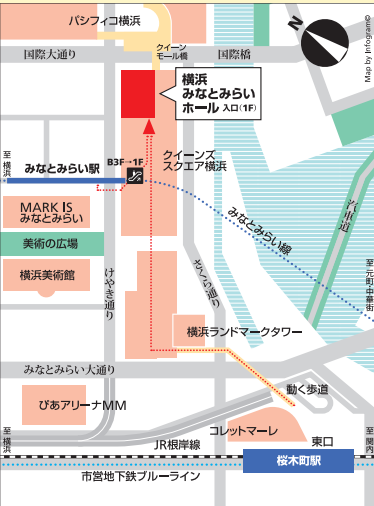 パシフィコ横浜
N
Map by Infogram©
国際大通り
クイーン
モール橋
国際橋
横浜
みなとみらい
ホール 入口(1F)
至横浜
みなとみらい駅
B3F→1F
クイーンズ
スクエア横浜
汽車道
MARK IS
みなとみらい
みなとみらい線
美術の広場
横浜美術館
けやき通り
さくら通り
至元町・中華街
横浜ランドマークタワー
みなとみらい大通り
動く歩道
ぴあアリーナMM
コレットマーレ
東口
至横浜
JR根岸線
桜木町駅
至関内
市営地下鉄ブルーライン